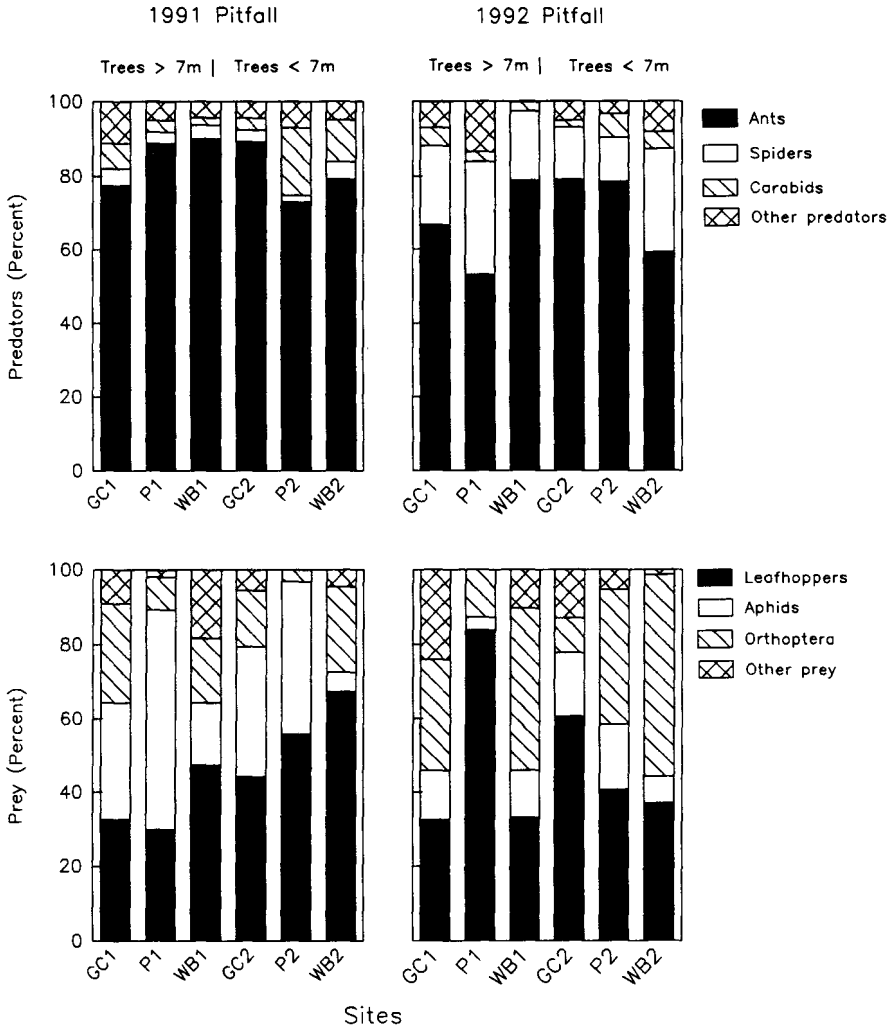 1991 Pitfall
1992 Pitfall
Trees > 7m | Trees < 7m
Trees > 7m | Trees < 7m
Predators (Percent)
100
80
60
40
20
0
GC1 P1 WB1 GC2 P2 WB2
GC1 P1 WB1 GC2 P2 WB2
Ants
Spiders
Carabids
Other predators
Prey (Percent)
100
80
60
40
20
0
GC1 P1 WB1 GC2 P2 WB2
GC1 P1 WB1 GC2 P2 WB2
Leafhoppers
Aphids
Orthoptera
Other prey
Sites